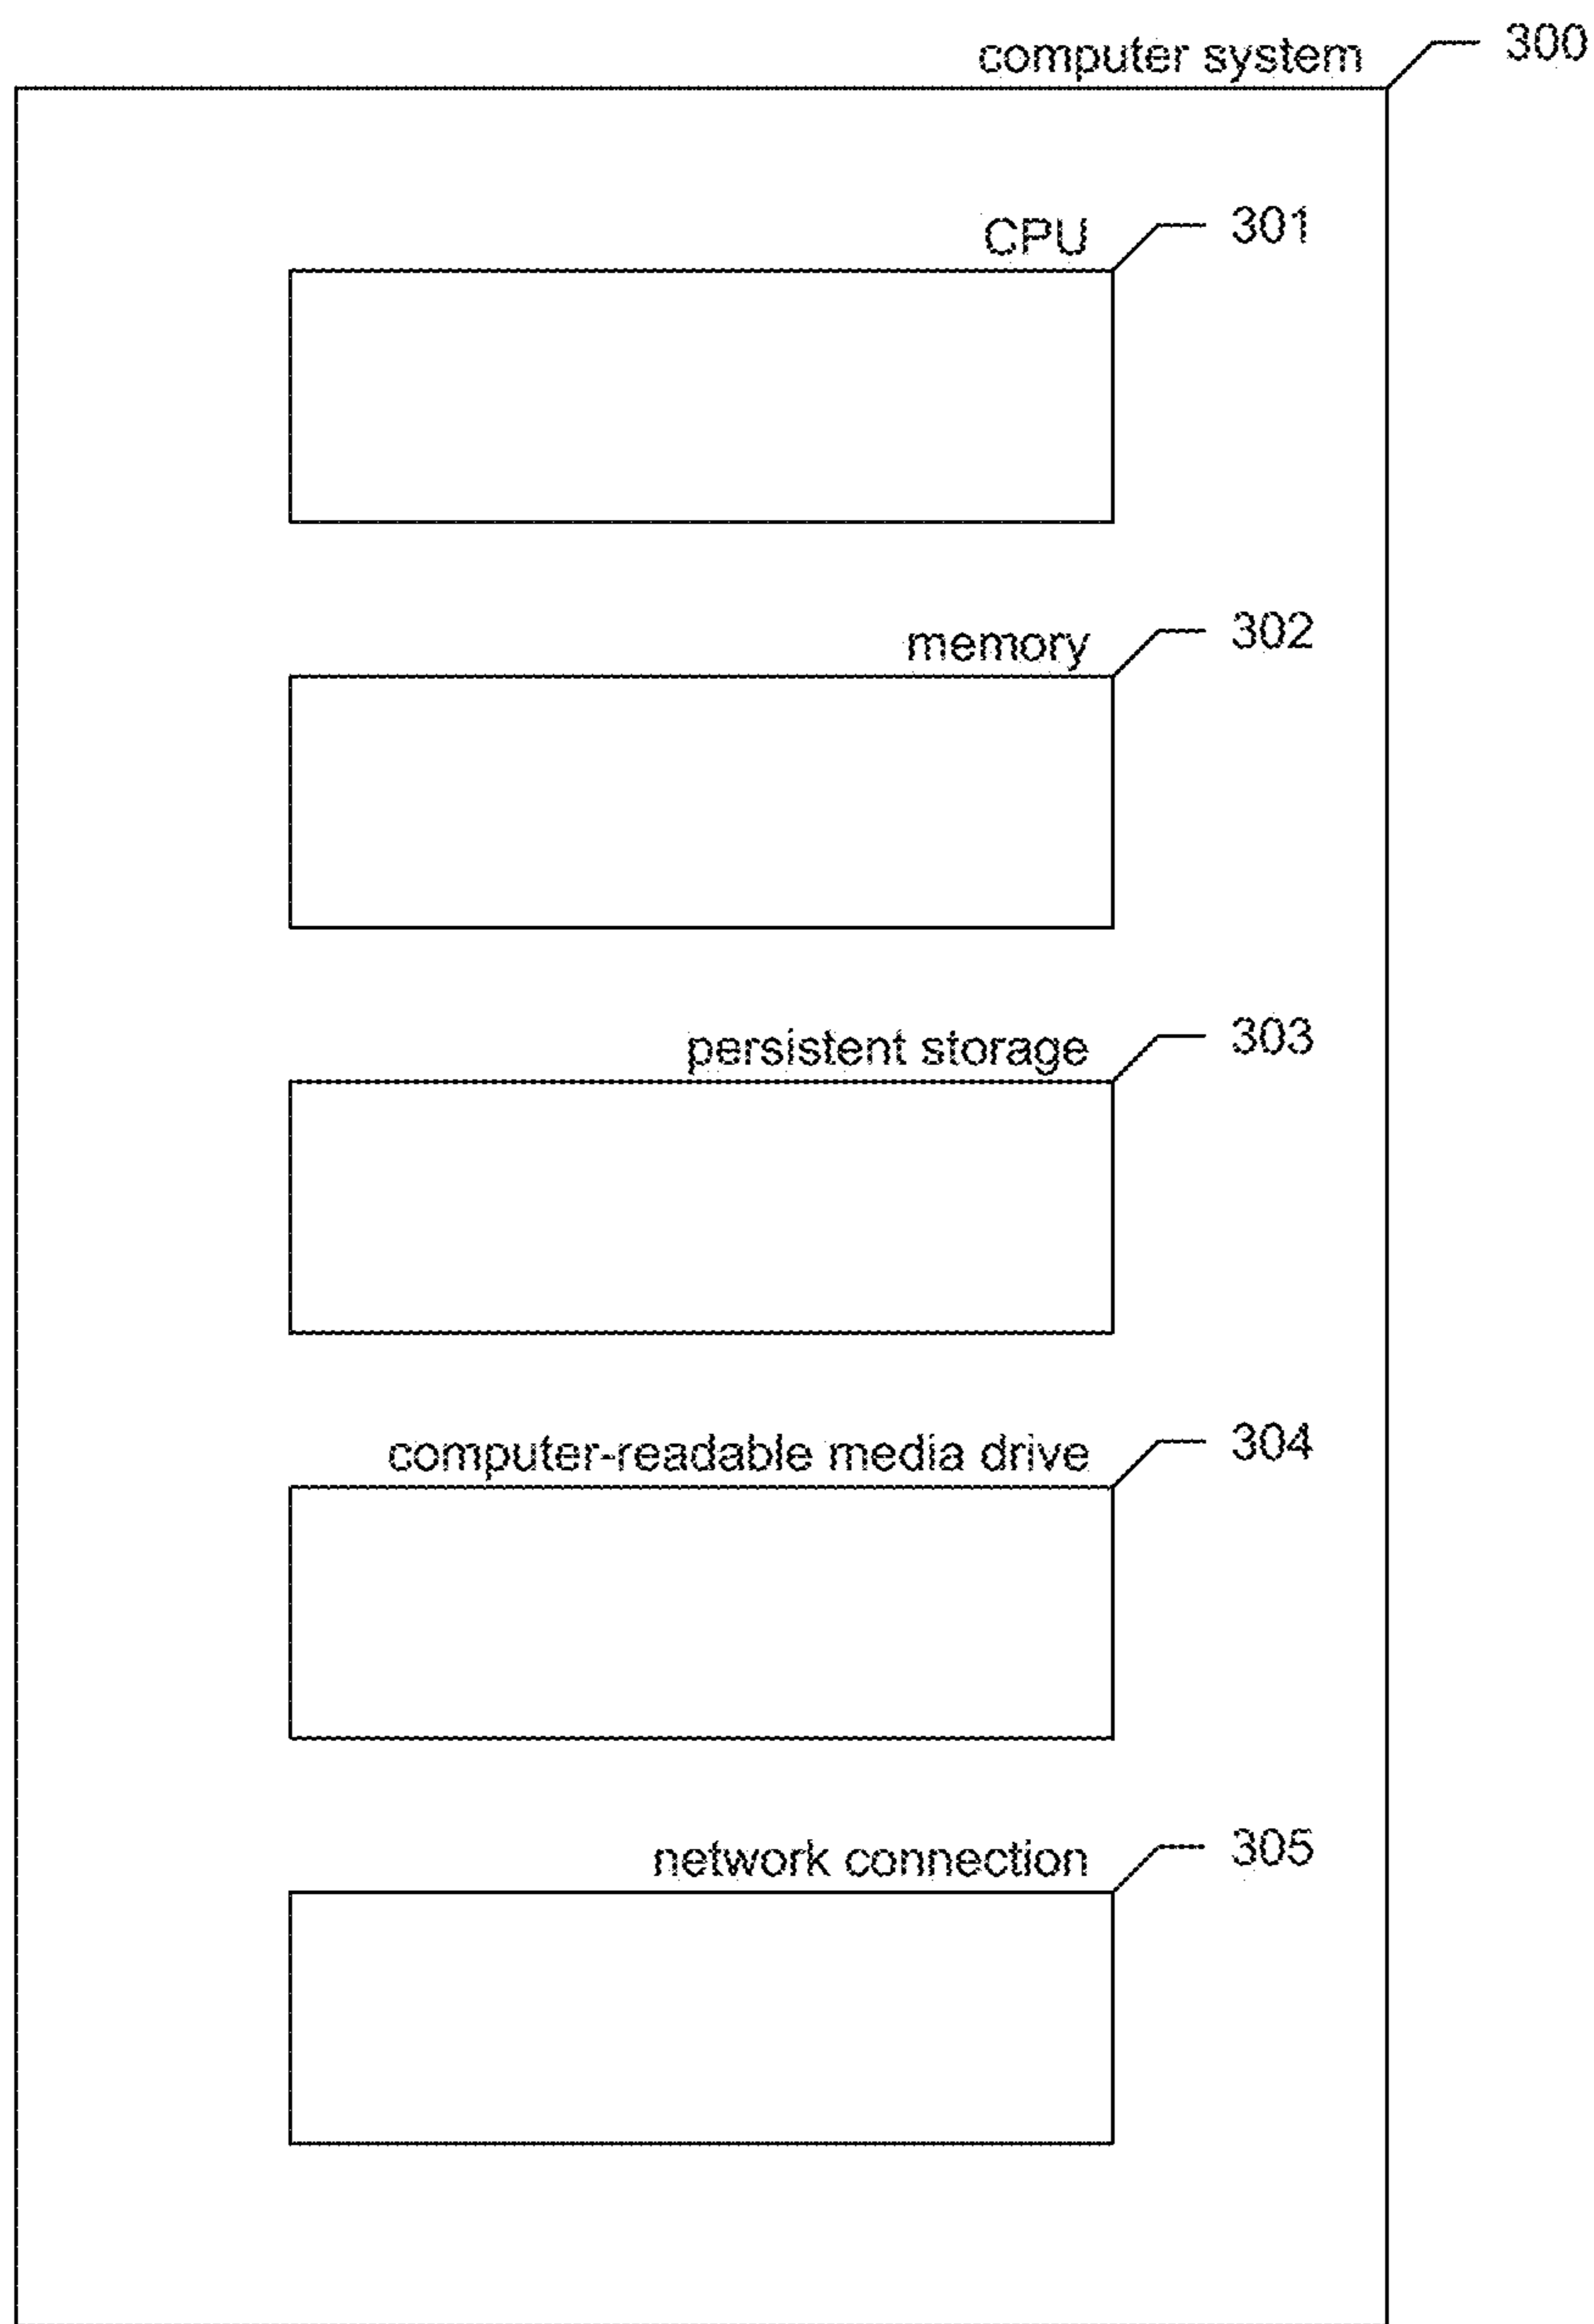 computer system 300
CPU 301
memory 302
persistent storage 303
computer-readable media drive 304
network connection 305